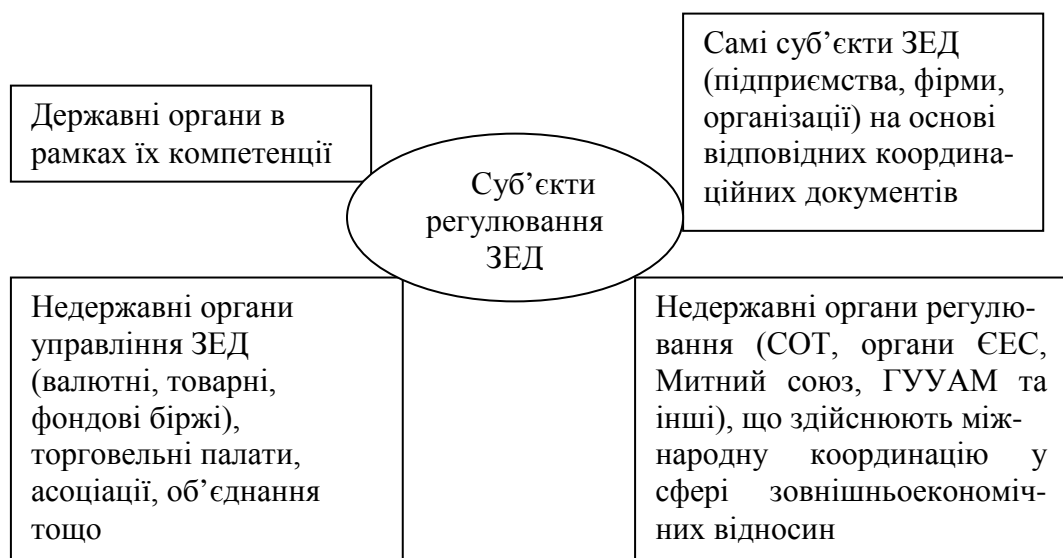 Державні органи в
рамках їх компетенції
Самі суб’єкти ЗЕД
(підприємства, фірми,
організації) на основі
відповідних координа-
ційних документів
Суб’єкти
регулювання
ЗЕД
Недержавні органи
управління ЗЕД
(валютні, товарні,
фондові біржі),
торговельні палати,
асоціації, об’єднання
тощо
Недержавні органи регулю-
вання (СОТ, органи ЄЕС,
Митний союз, ГУУАМ та
інші), що здійснюють між-
народну координацію у
сфері зовнішньоекономіч-
них відносин